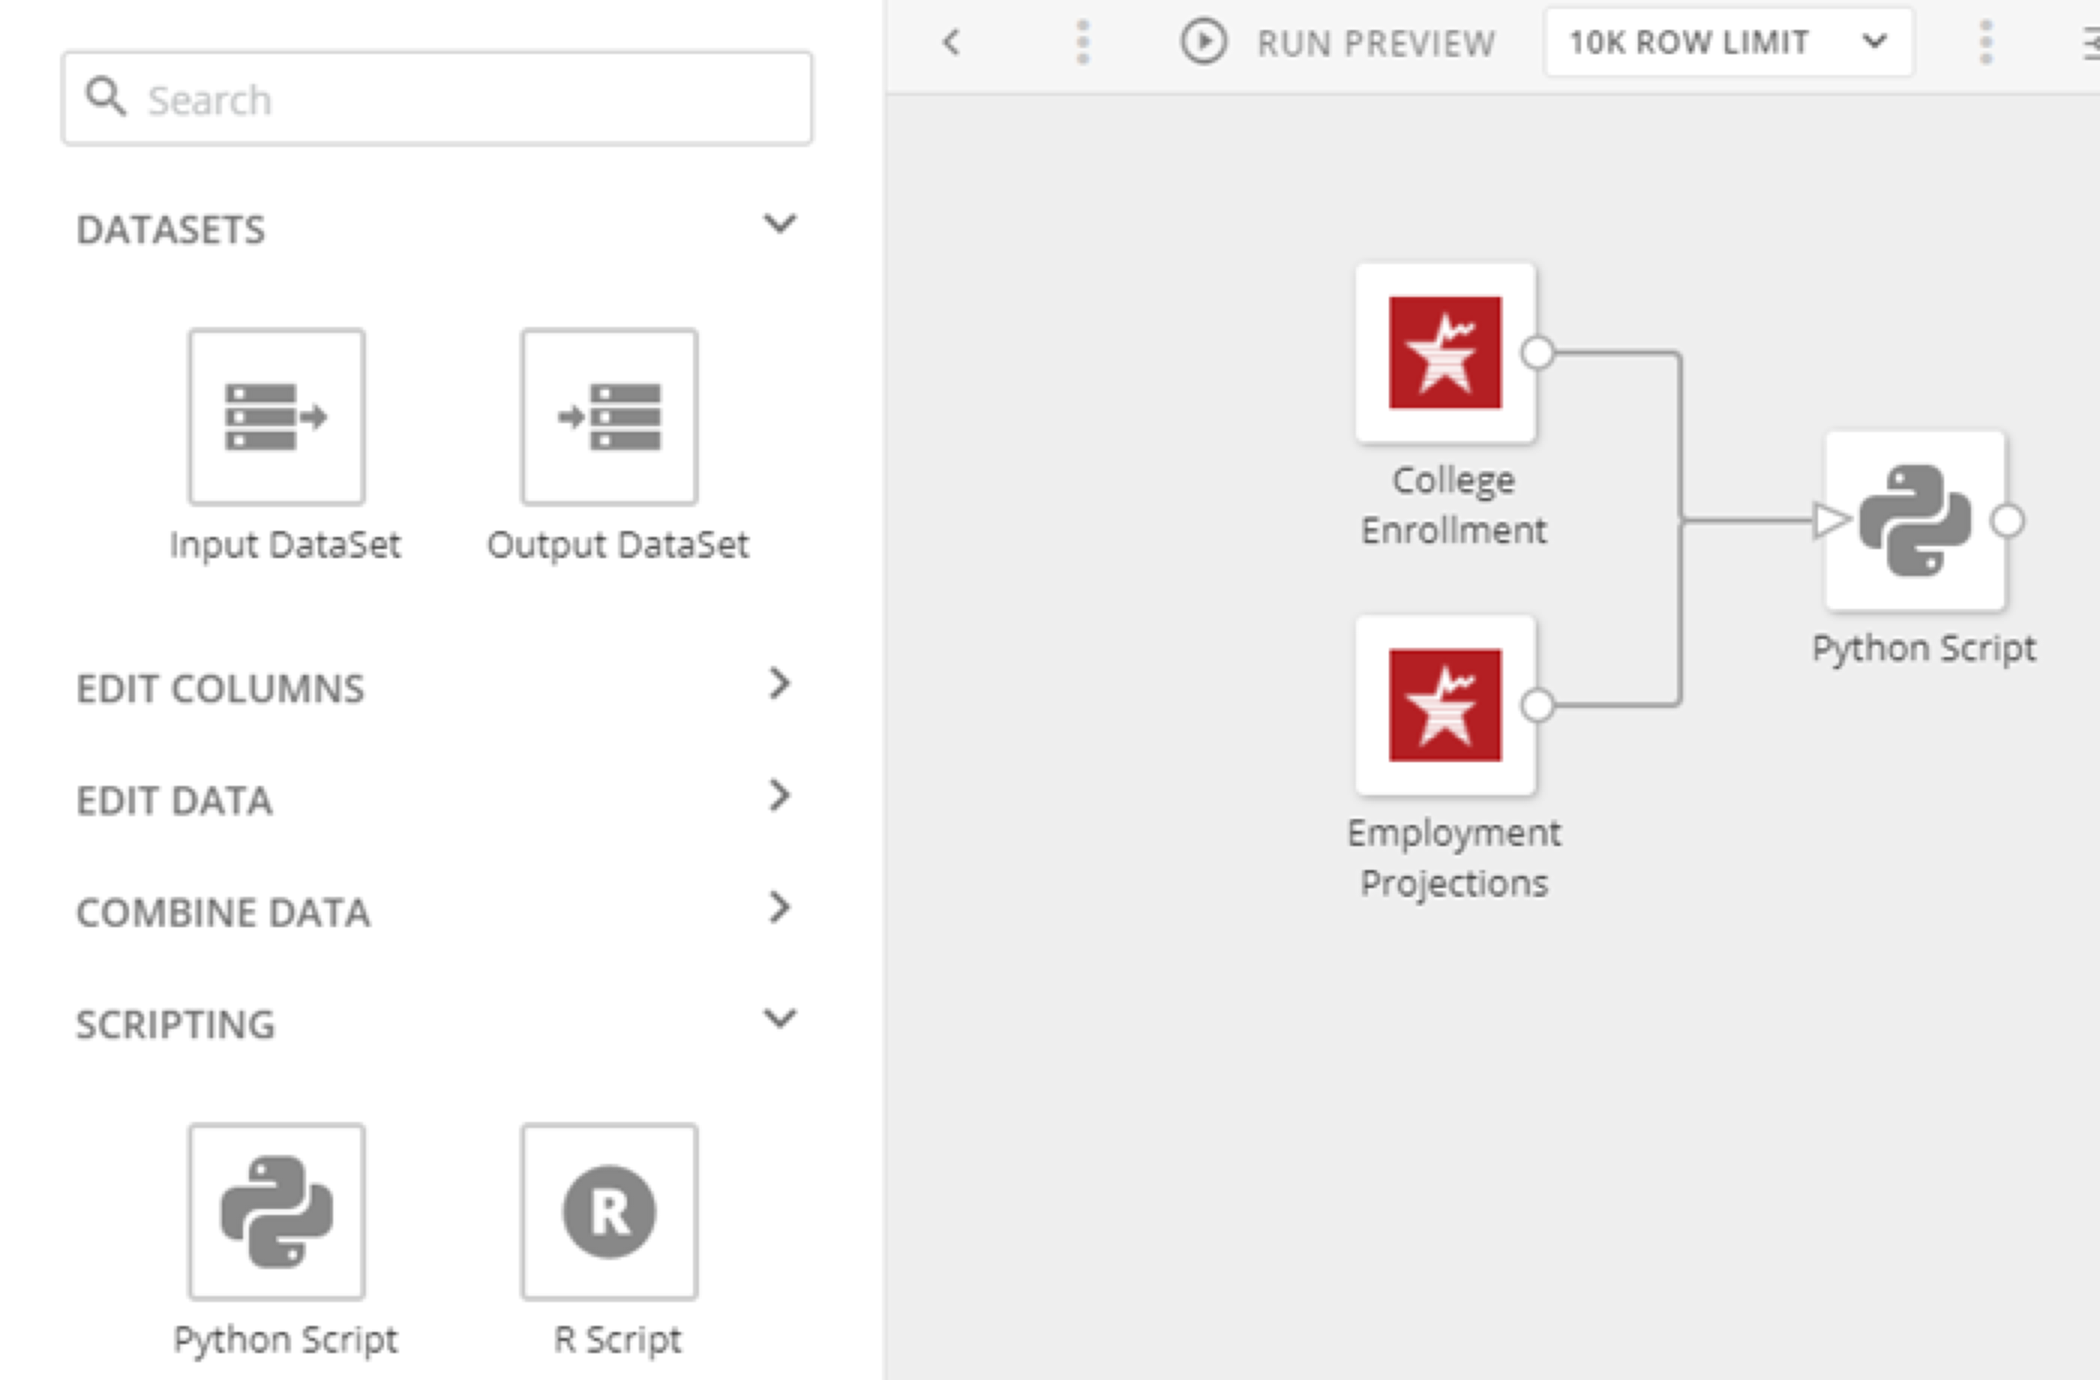 Search
DATASETS
Input DataSet
Output DataSet
EDIT COLUMNS
EDIT DATA
COMBINE DATA
SCRIPTING
Python Script
R
R Script
RUN PREVIEW
10K ROW LIMIT
College
Enrollment
Employment
Projections
Python Script